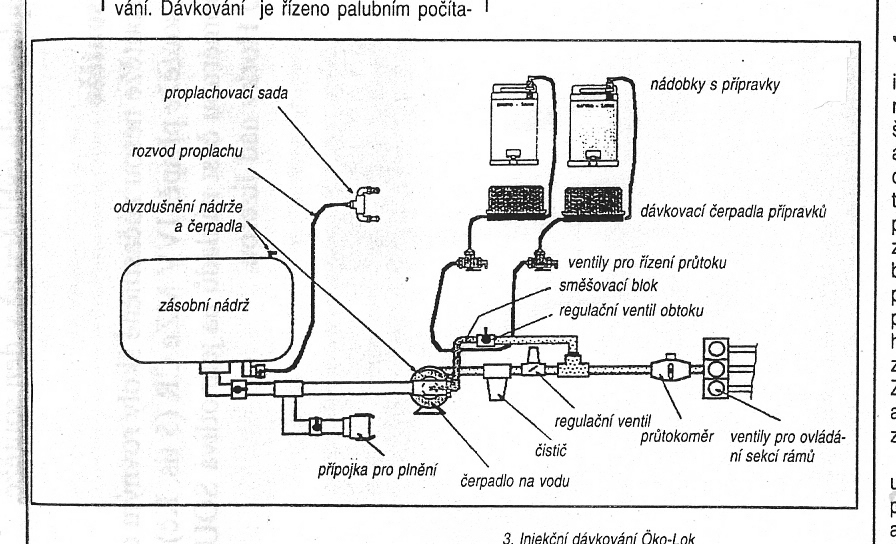 vání. Dávkování je řízeno palubním počíta-
proplachovací sada
nádobky s přípravky
rozvod proplachu
odvzdušnění nádrže
a čerpadla
dávkovací čerpadla přípravků
ventily pro řízení průtoku
směšovací blok
regulační ventil obtoku
zásobní nádrž
regulační ventil
průtokoměr
ventily pro ovládá-
ní sekcí rámů
čistič
přípojka pro plnění
čerpadlo na vodu
3. Injekční dávkování Öko-Lok